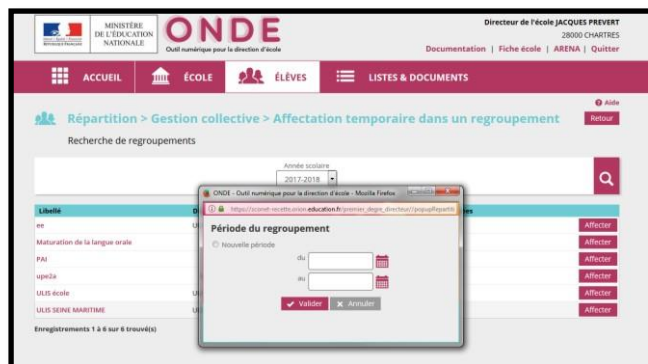 MINISTÈRE
DE L'ÉDUCATION
NATIONALE
ONDE
Outil numérique pour la direction d'école
Directeur de l'école JACQUES PREVERT
28000 CHARTRES
Documentation | Fiche école | ARENA | Quitter
ACCUEIL ÉCOLE ÉLÈVES LISTES & DOCUMENTS
Aide
Répartition > Gestion collective > Affectation temporaire dans un regroupement
Retour
Recherche de regroupements
Année scolaire
2017-2018
ONDE - Outil numérique pour la direction d'école - Mozilla Firefox
Période du regroupement
Nouvelle période
du
au
Valider Annuler
Libellé
ee Affecter
Maturation de la langue orale Affecter
PAI Affecter
upe2a Affecter
ULIS école Affecter
ULIS SEINE MARITIME Affecter
Enregistrements 1 à 6 sur 6 trouvé(s)